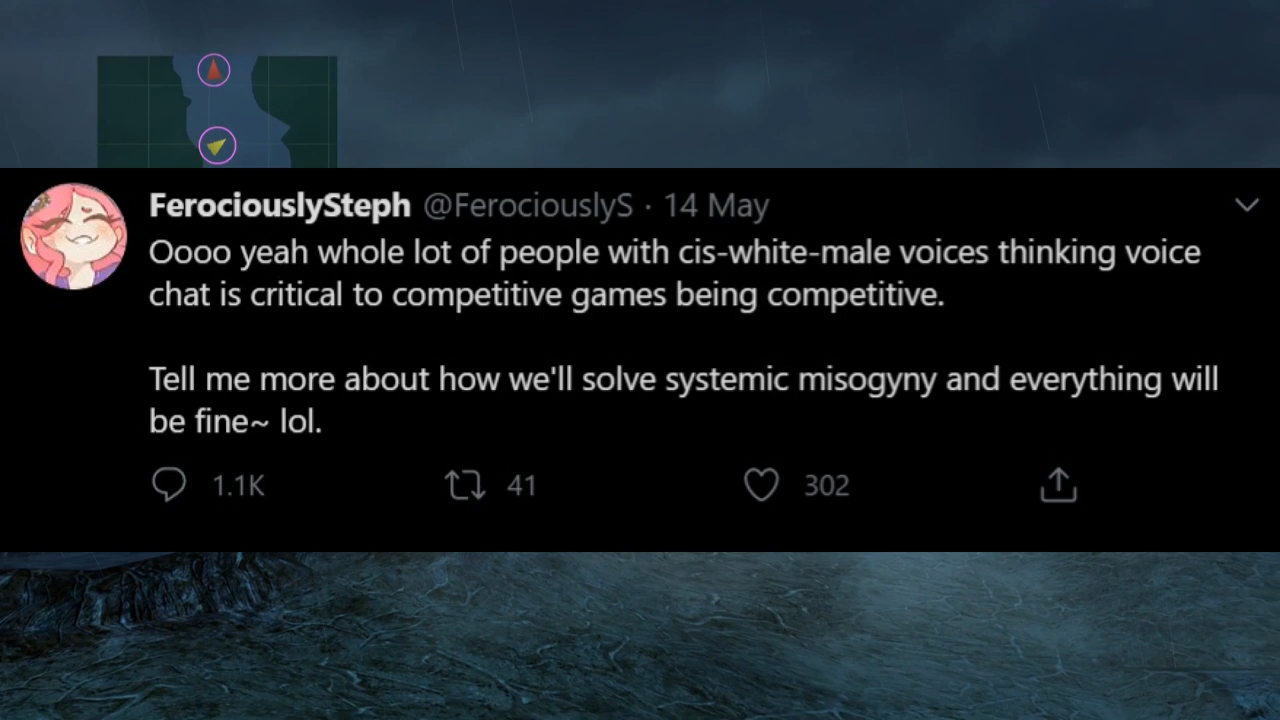 FerociouslySteph @FerociouslyS · 14 May
Oooo yeah whole lot of people with cis-white-male voices thinking voice
chat is critical to competitive games being competitive.
Tell me more about how we'll solve systemic misogyny and everything will
be fine~ lol.
1.1K 41 302